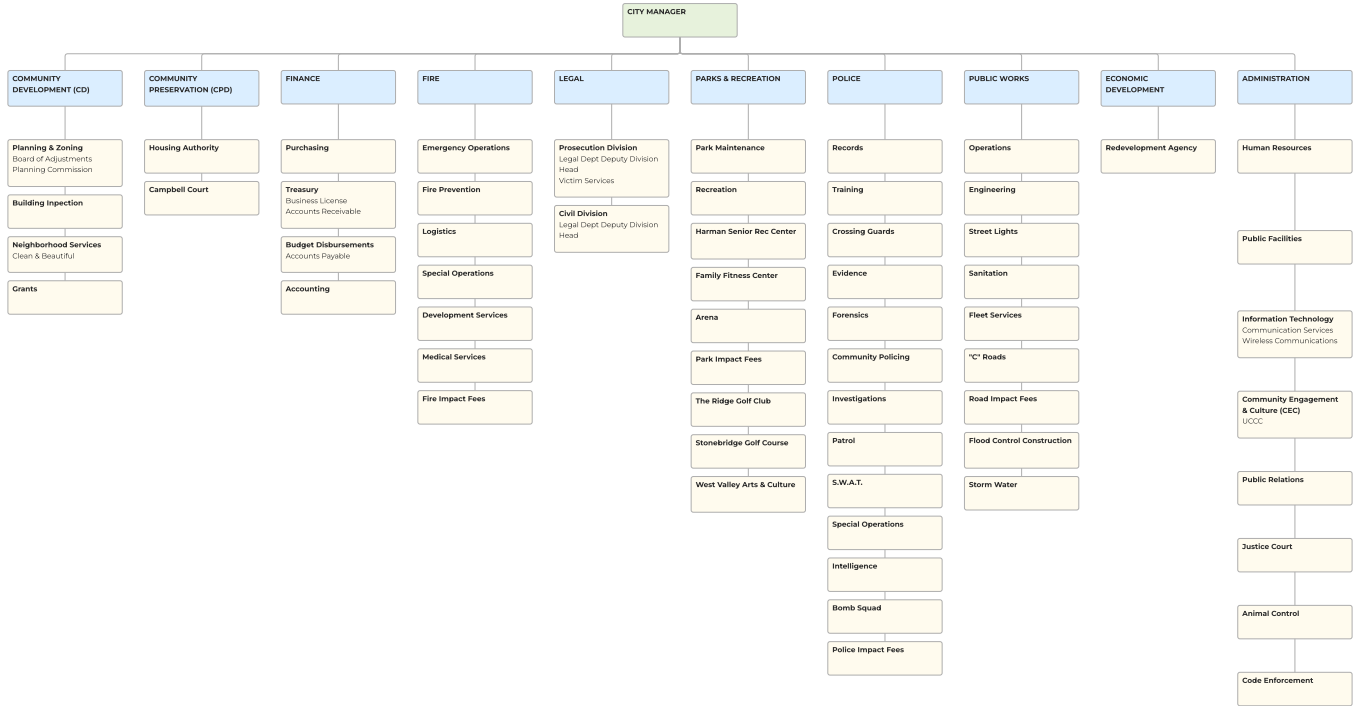 CITY MANAGER
COMMUNITY
DEVELOPMENT (CD)
Planning & Zoning
Board of Adjustments
Planning Commission
Building Inpection
Neighborhood Services
Clean & Beautiful
Grants
COMMUNITY
PRESERVATION (CPD)
Housing Authority
Campbell Court
FINANCE
Purchasing
Treasury
Business License
Accounts Receivable
Budget Disbursements
Accounts Payable
Accounting
FIRE
Emergency Operations
Fire Prevention
Logistics
Special Operations
Development Services
Medical Services
Fire Impact Fees
LEGAL
Prosecution Division
Legal Dept Deputy Division
Head
Victim Services
Civil Division
Legal Dept Deputy Division
Head
PARKS & RECREATION
Park Maintenance
Recreation
Harman Senior Rec Center
Family Fitness Center
Arena
Park Impact Fees
The Ridge Golf Club
Stonebridge Golf Course
West Valley Arts & Culture
POLICE
Records
Training
Crossing Guards
Evidence
Forensics
Community Policing
Investigations
Patrol
S.W.A.T.
Special Operations
Intelligence
Bomb Squad
Police Impact Fees
PUBLIC WORKS
Operations
Engineering
Street Lights
Sanitation
Fleet Services
"C" Roads
Road Impact Fees
Flood Control Construction
Storm Water
ECONOMIC
DEVELOPMENT
Redevelopment Agency
ADMINISTRATION
Human Resources
Public Facilities
Information Technology
Communication Services
Wireless Communications
Community Engagement
& Culture (CEC)
UCCC
Public Relations
Justice Court
Animal Control
Code Enforcement